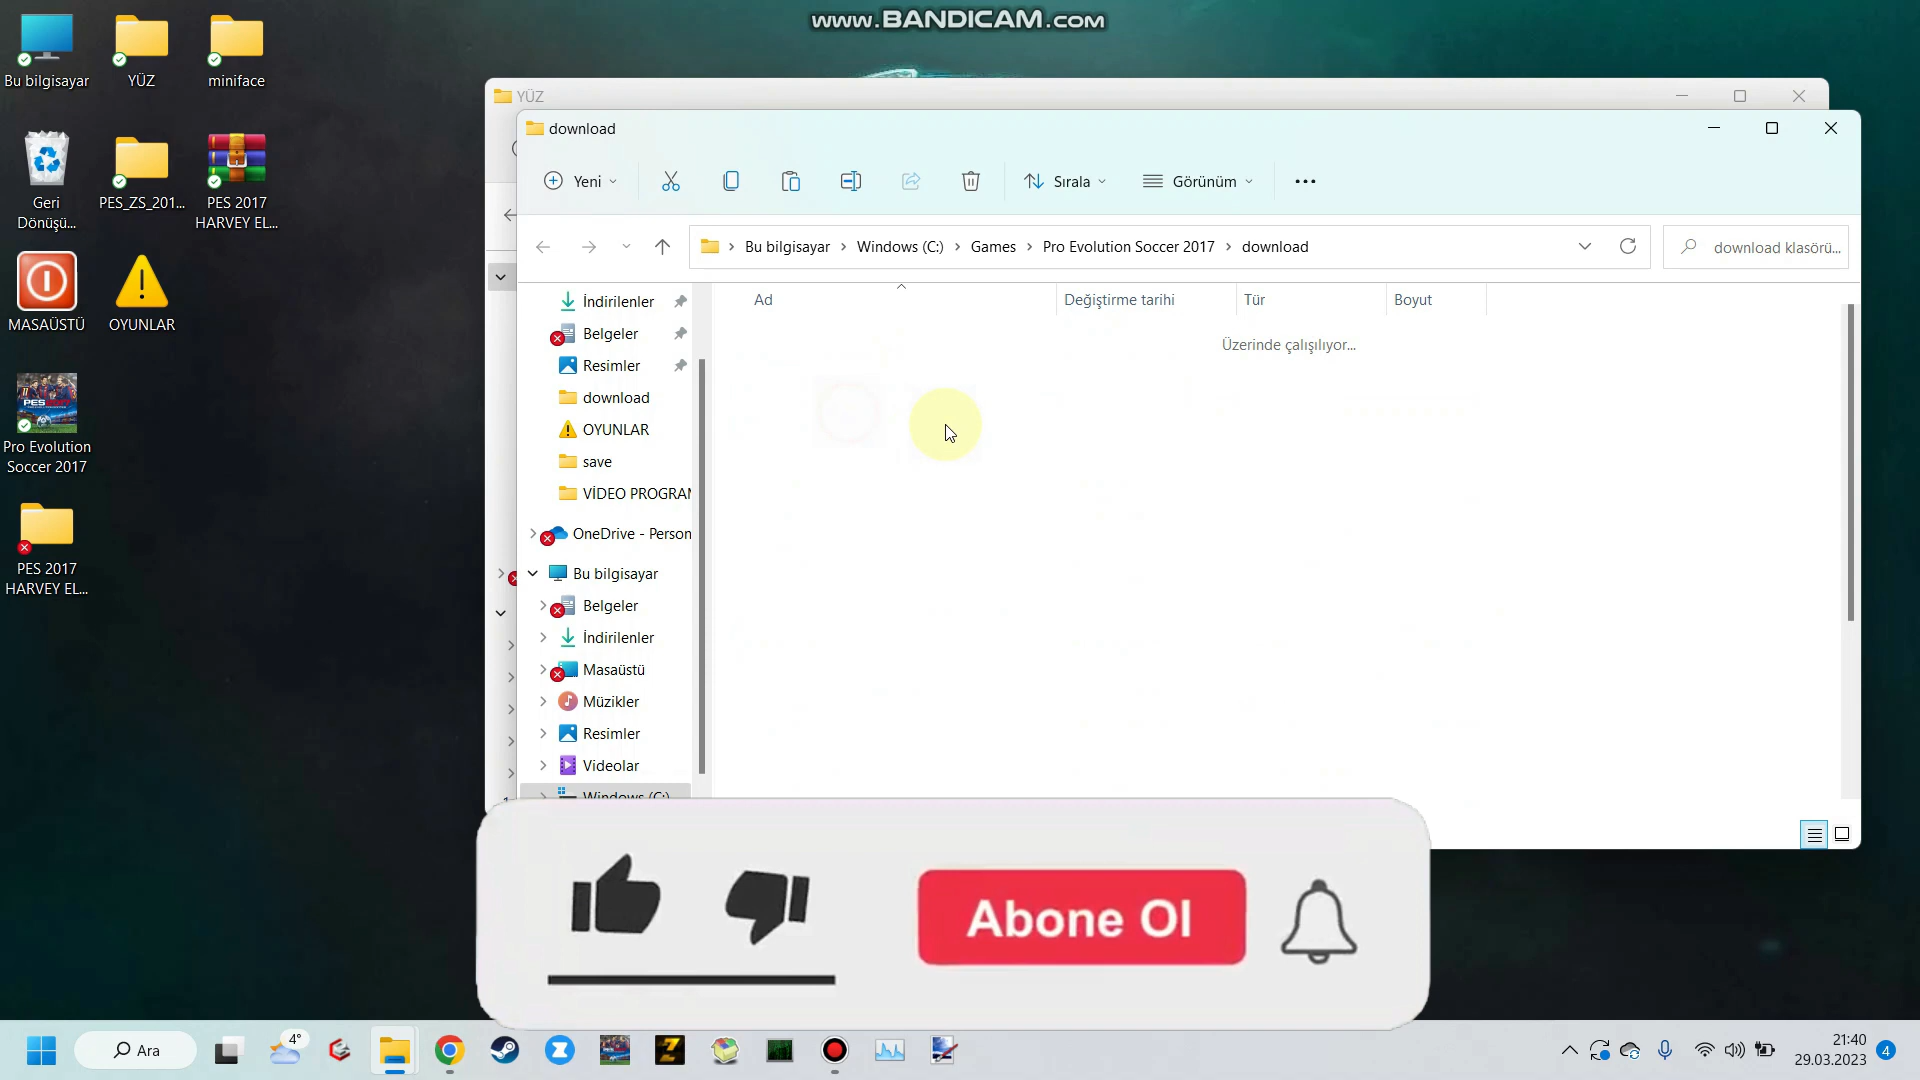 www.BANDICAM.com
Bu bilgisayar
YÜZ
miniface
Geri
Dönüşü...
PES_ZS_201...
PES 2017
HARVEY EL...
MASAÜSTÜ
OYUNLAR
PES2017
Pro Evolution
Soccer 2017
PES 2017
HARVEY EL...
YÜZ
download
Yeni
Sırala
Görünüm
Bu bilgisayar
Windows (C:)
Games
Pro Evolution Soccer 2017
download
download klasörü...
Ad
Değiştirme tarihi
Tür
Boyut
Üzerinde çalışılıyor...
İndirilenler
Belgeler
Resimler
download
OYUNLAR
save
VİDEO PROGRAM
OneDrive - Person
Bu bilgisayar
Belgeler
İndirilenler
Masaüstü
Müzikler
Resimler
Videolar
Windows (C:)
Abone Ol
Ara
4°
21:40
29.03.2023
4